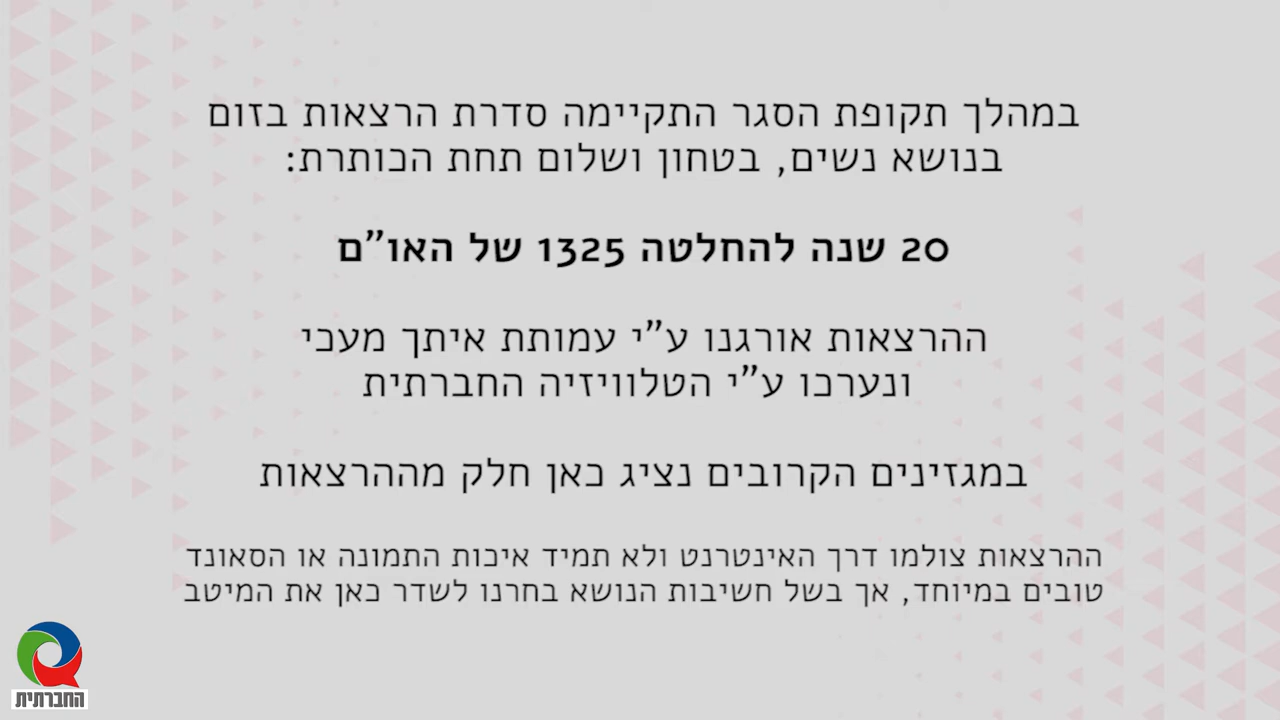 במהלך תקופת הסגר התקיימה סדרת הרצאות בזום
בנושא נשים, בטחון ושלום תחת הכותרת:
20 שנה להחלטה 1325 של האו"ם
ההרצאות אורגנו ע"י עמותת איתך מעכי
ונערכו ע"י הטלוויזיה החברתית
במגזינים הקרובים נציג כאן חלק מההרצאות
ההרצאות צולמו דרך האינטרנט ולא תמיד איכות התמונה או הסאונד
טובים במיוחד, אך בשל חשיבות הנושא בחרנו לשדר כאן את המיטב
החברתית